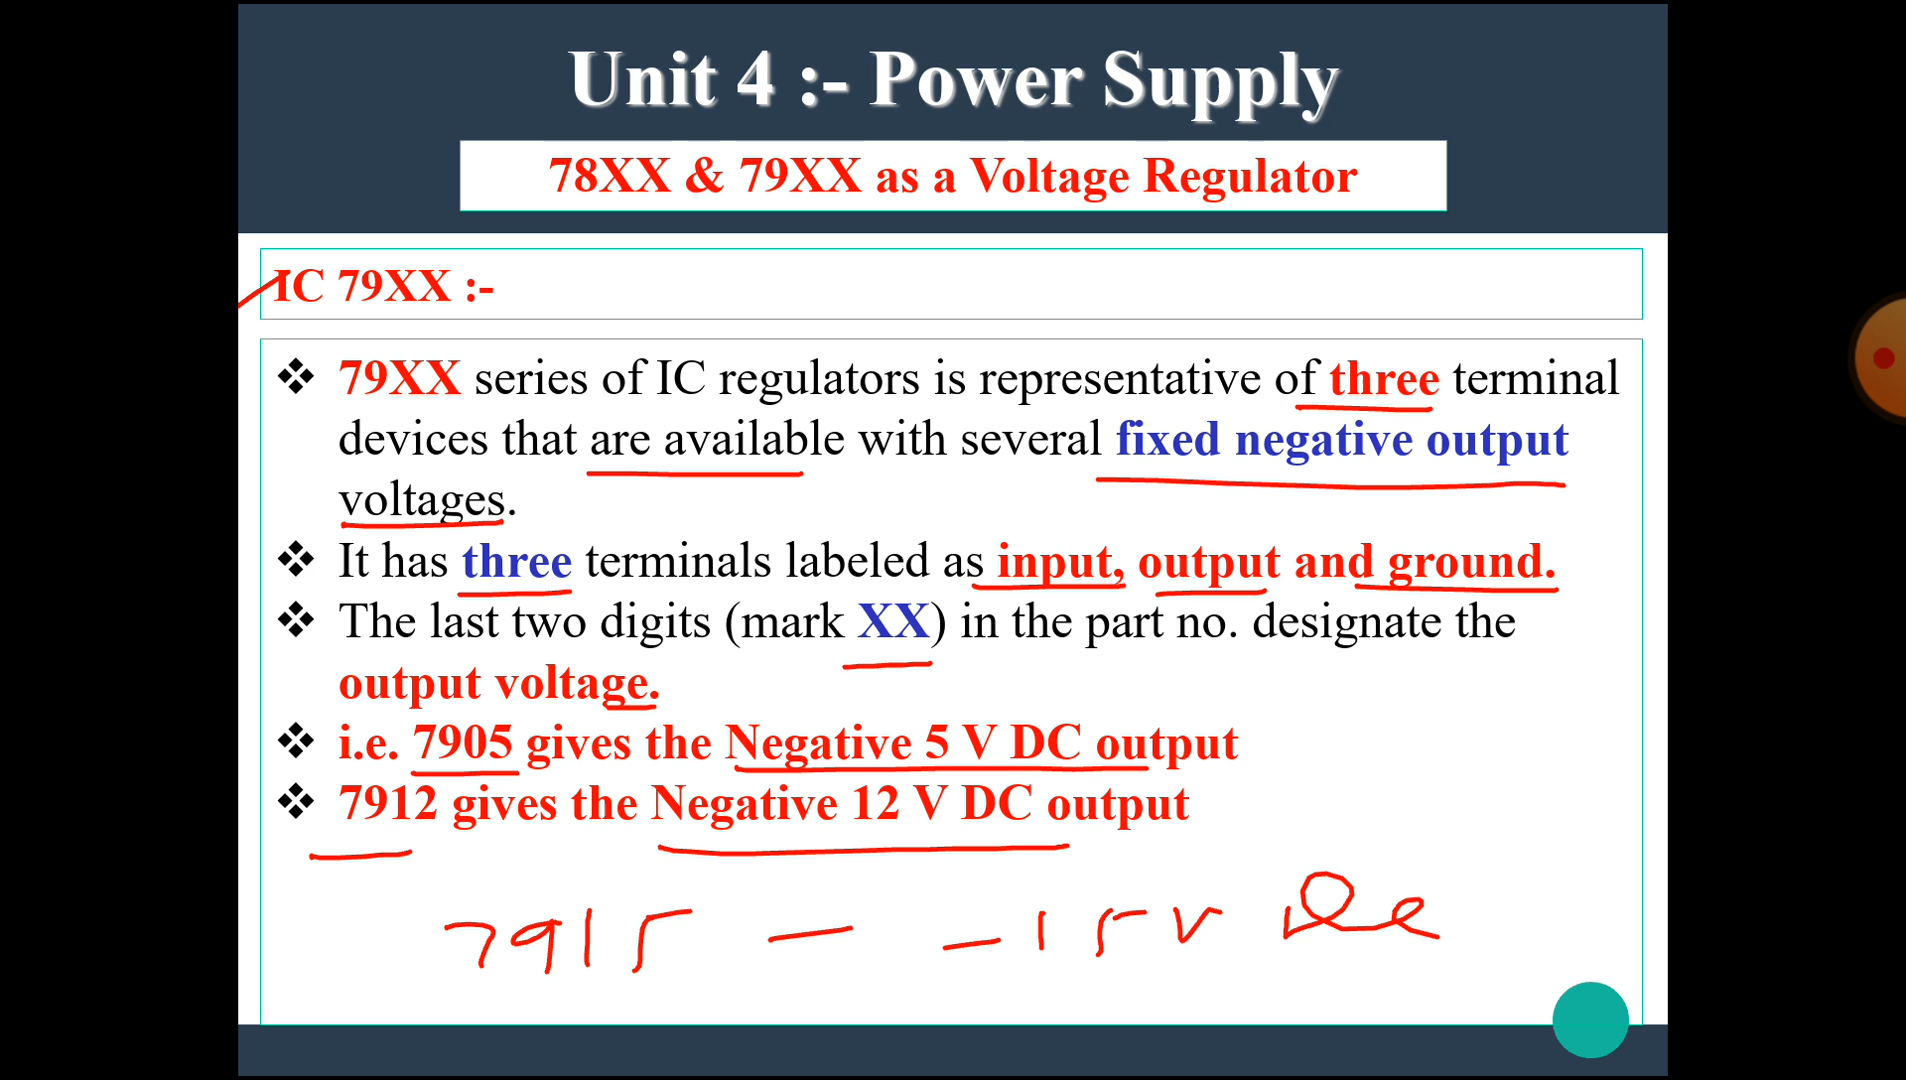 Unit 4 :- Power Supply
78XX & 79XX as a Voltage Regulator
IC 79XX :-
❖ 79XX series of IC regulators is representative of three terminal
devices that are available with several fixed negative output
voltages.
❖ It has three terminals labeled as input, output and ground.
❖ The last two digits (mark XX) in the part no. designate the
output voltage.
❖ i.e. 7905 gives the Negative 5 V DC output
❖ 7912 gives the Negative 12 V DC output
7915 — -15V Dc